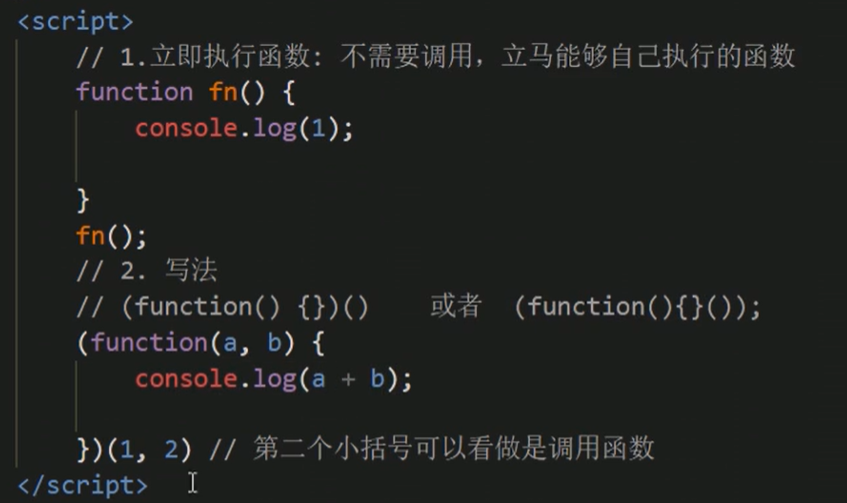 <script>
// 1.立即执行函数: 不需要调用，立马能够自己执行的函数
function fn() {
console.log(1);
}
fn();
// 2. 写法
// (function() {})() 或者 (function(){}());
(function(a, b) {
console.log(a + b);
})(1, 2) // 第二个小括号可以看做是调用函数
</script>